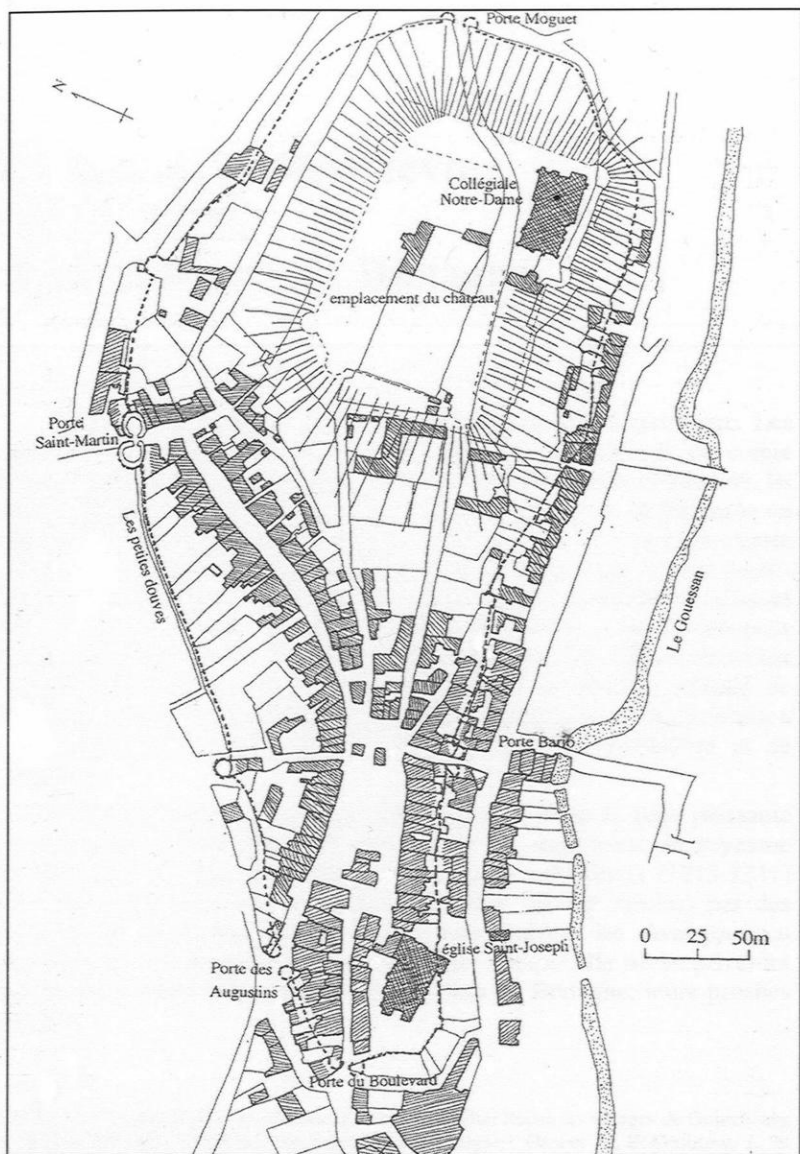 Porte Moguet
N
Collégiale
Notre-Dame
emplacement du château
Porte
Saint-Martin
Les petites douves
Le Gouessan
Porte Bario
église Saint-Joseph
0 25 50m
Porte des
Augustins
Porte du Boulevard